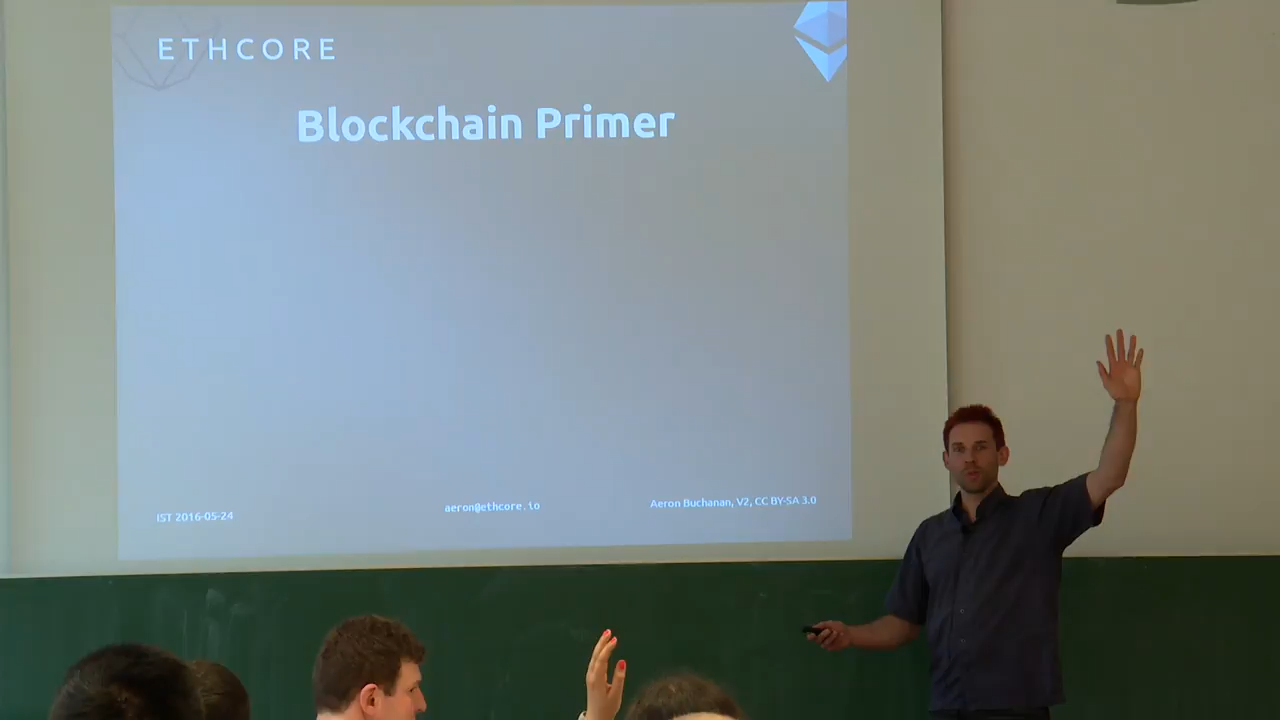 ETHCORE
Blockchain Primer
IST 2016-05-24
aeron@ethcore.io
Aeron Buchanan, V2, CC BY-SA 3.0